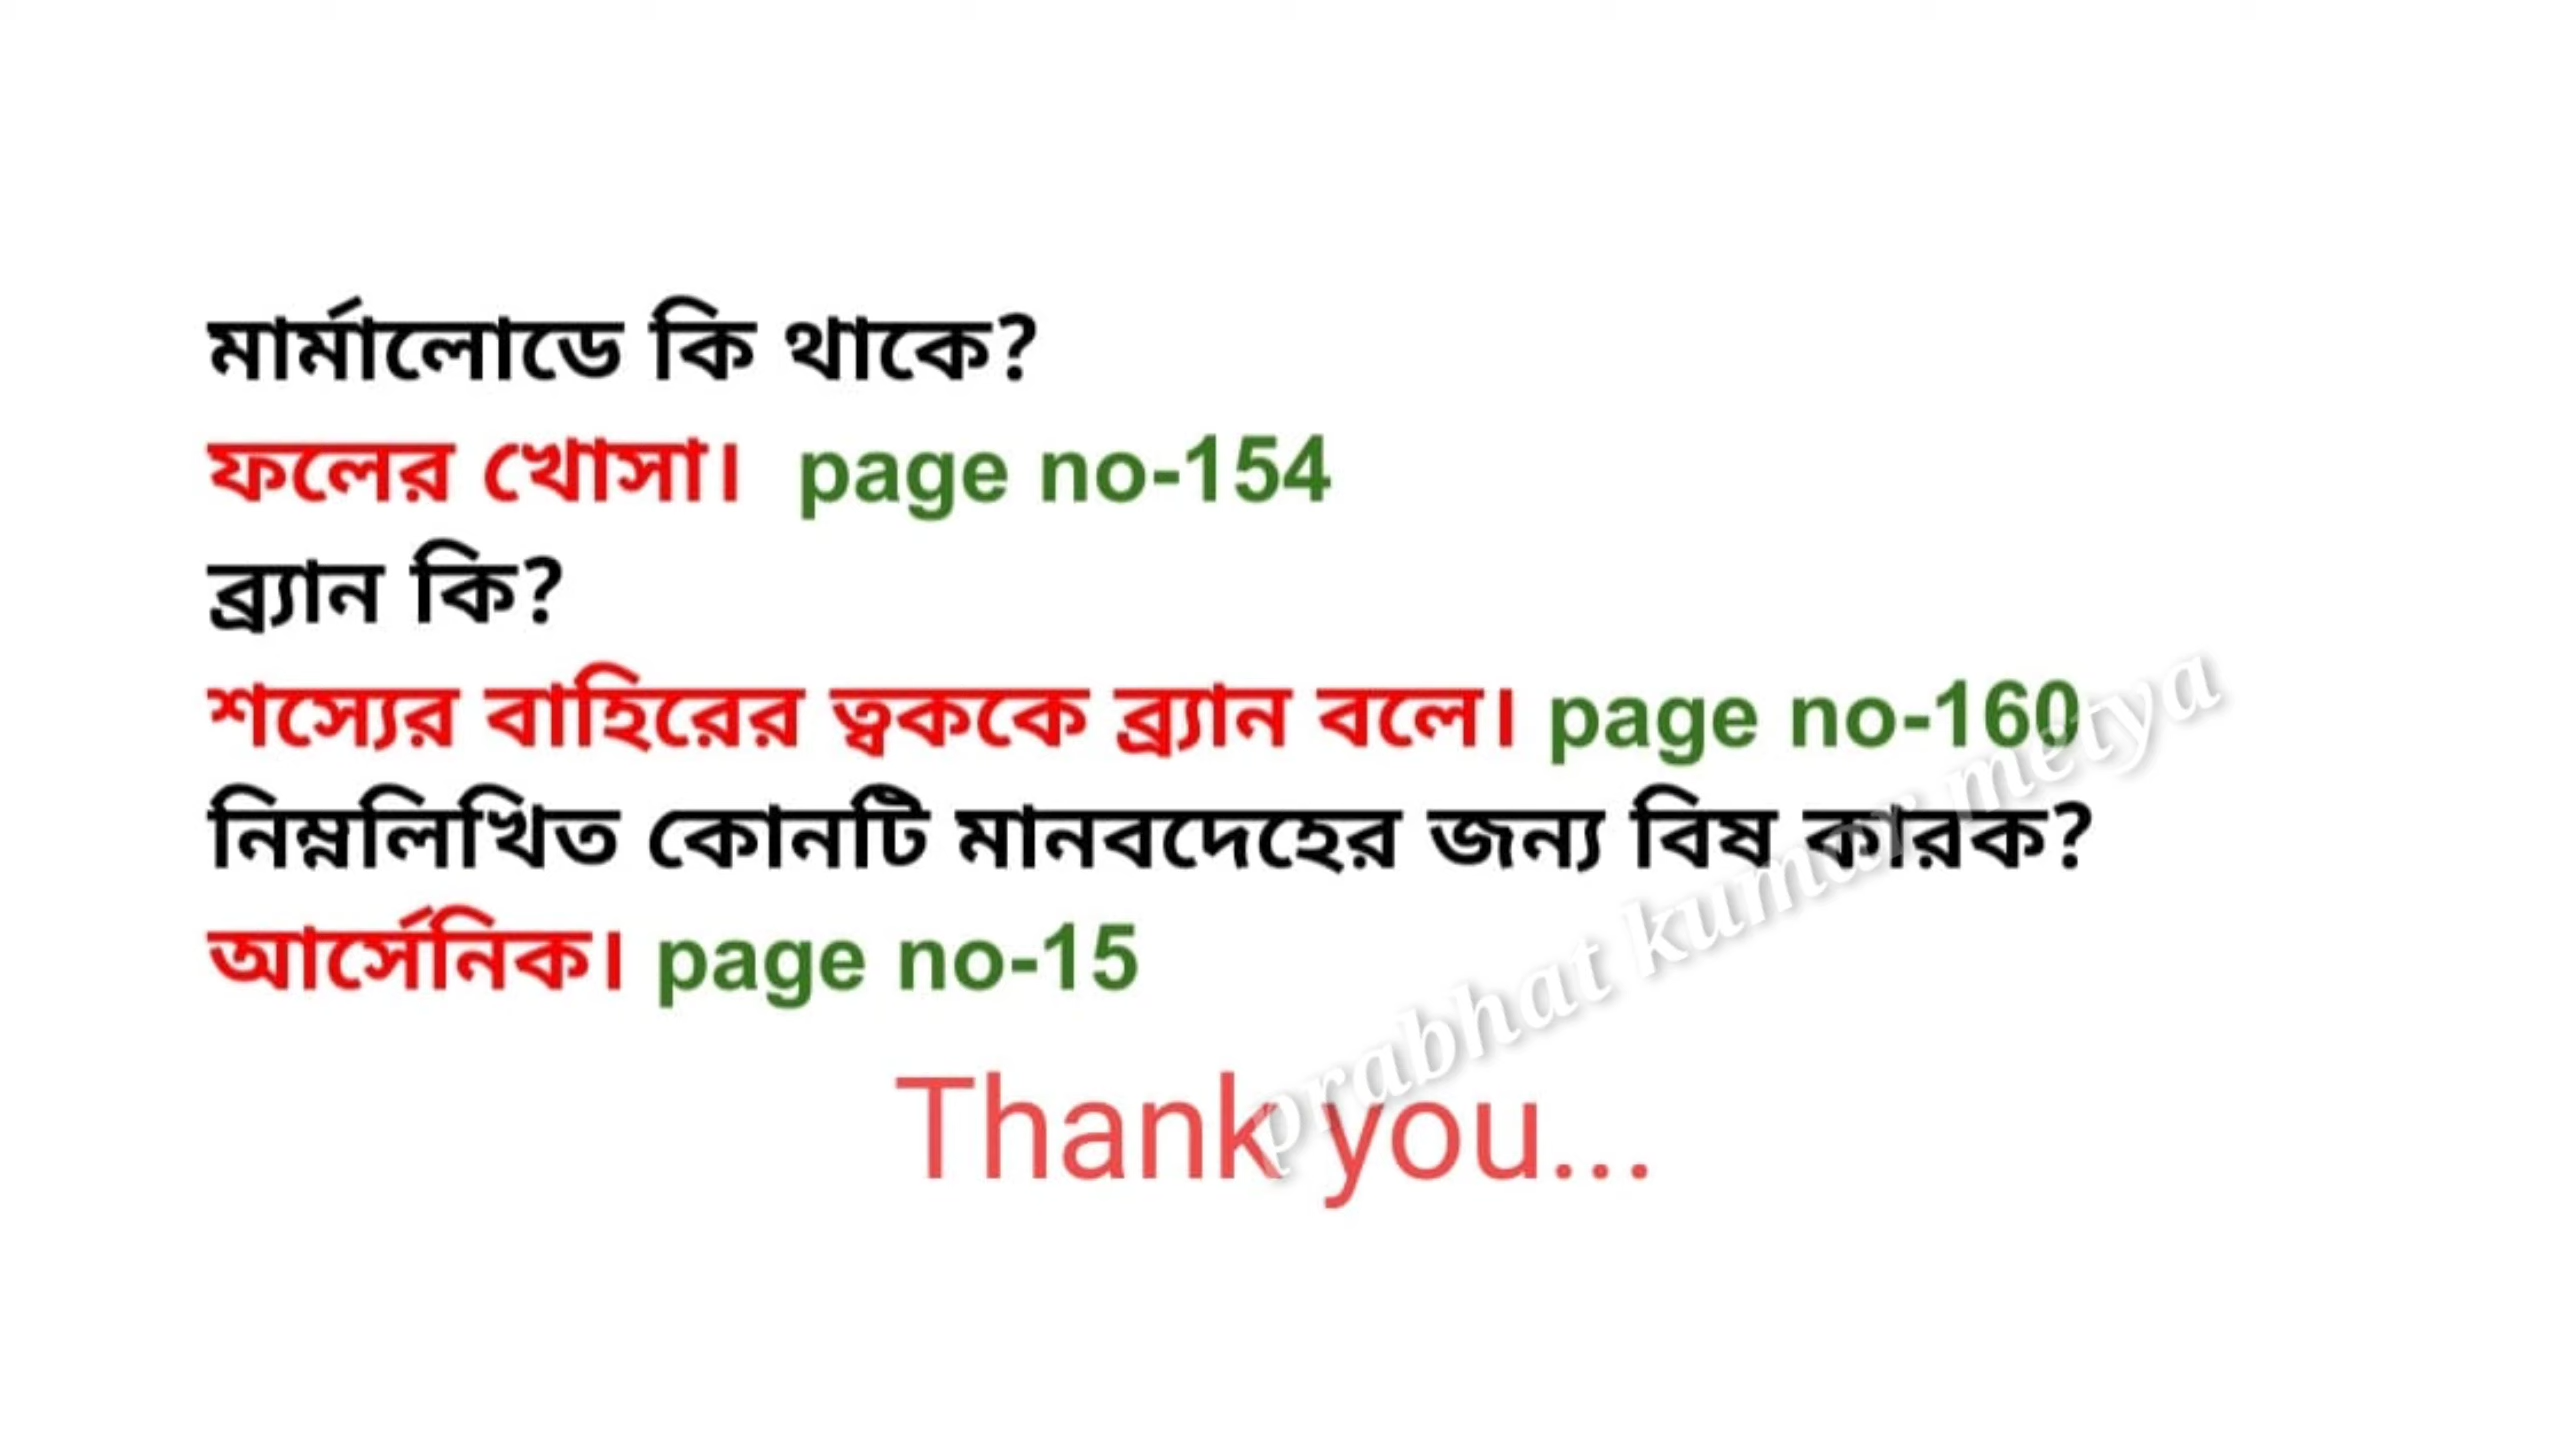 মার্মালোডে কি থাকে?
ফলের খোসা। page no-154
ব্র্যান কি?
শস্যের বাহিরের ত্বককে ব্র্যান বলে। page no-160
নিম্নলিখিত কোনটি মানবদেহের জন্য বিষ কারক?
আর্সেনিক। page no-15
Thank you...
prabhat kumar metya